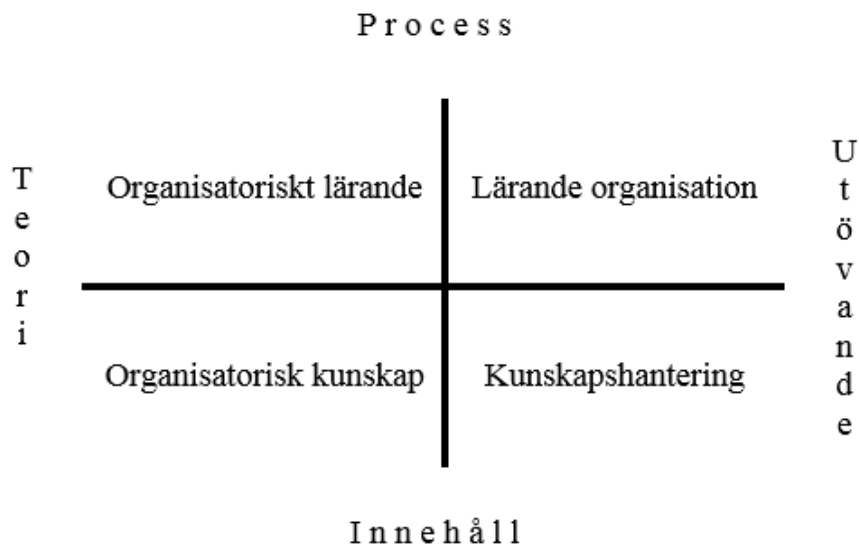 Process
Teori
Organisatoriskt lärande
Lärande organisation
Utövande
Organisatorisk kunskap
Kunskapshantering
Innehåll